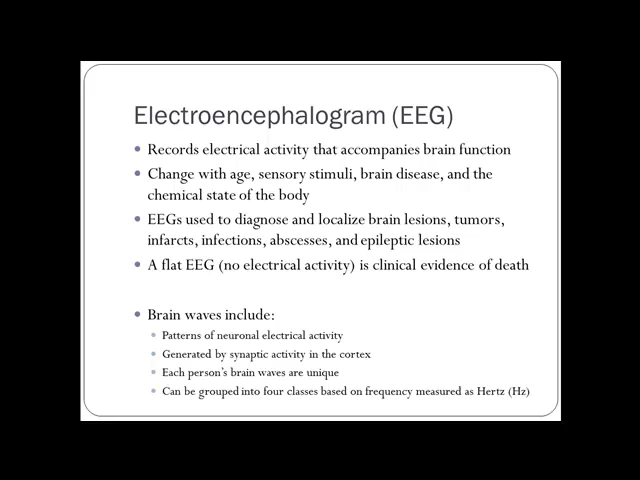 Electroencephalogram (EEG)
• Records electrical activity that accompanies brain function
• Change with age, sensory stimuli, brain disease, and the
chemical state of the body
• EEGs used to diagnose and localize brain lesions, tumors,
infarcts, infections, abscesses, and epileptic lesions
• A flat EEG (no electrical activity) is clinical evidence of death
• Brain waves include:
• Patterns of neuronal electrical activity
• Generated by synaptic activity in the cortex
• Each person's brain waves are unique
• Can be grouped into four classes based on frequency measured as Hertz (Hz)